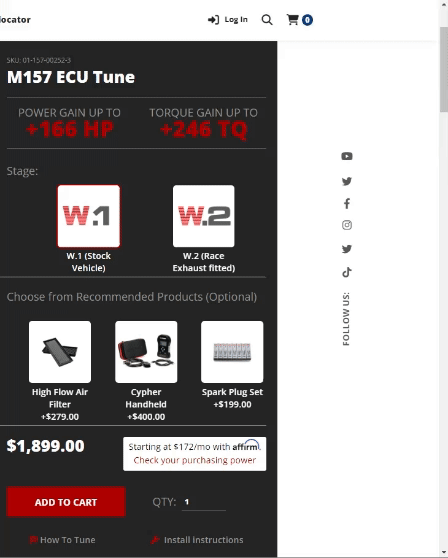 locator
Log In
0
SKU: 01-157-00252-3
M157 ECU Tune
POWER GAIN UP TO
TORQUE GAIN UP TO
+166 HP
+246 TQ
Stage:
W.1
W.2
W.1 (Stock
Vehicle)
W.2 (Race
Exhaust fitted)
Choose from Recommended Products (Optional)
High Flow Air
Filter
+$279.00
Cypher
Handheld
+$400.00
Spark Plug Set
+$199.00
$1,899.00
Starting at $172/mo with affirm.
Check your purchasing power
ADD TO CART
QTY:
1
How To Tune
Install Instructions
FOLLOW US: